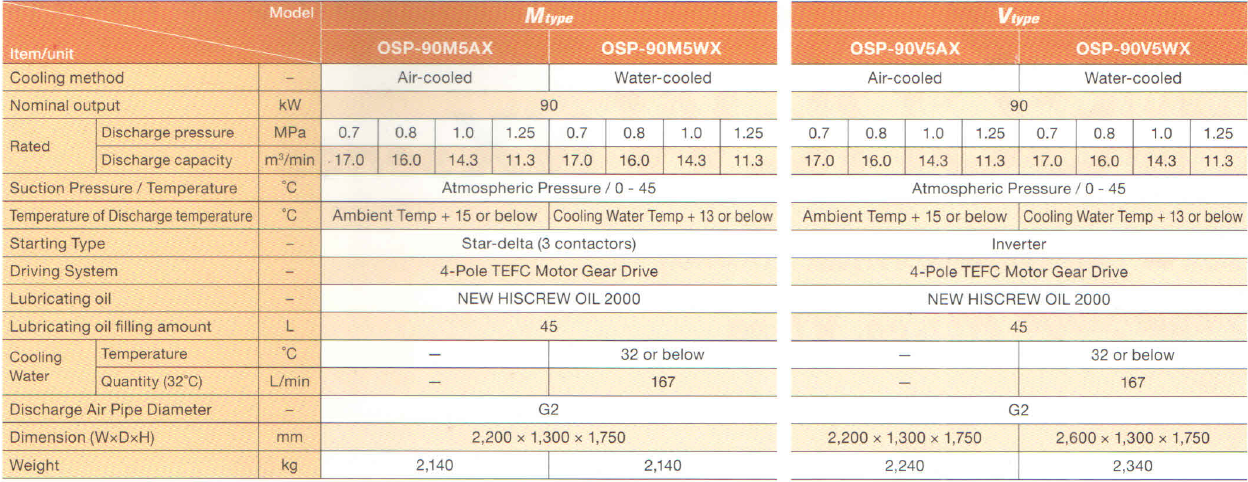 Model M type V type
Item/unit OSP-90M5AX OSP-90M5WX OSP-90V5AX OSP-90V5WX
Cooling method – Air-cooled Water-cooled Air-cooled Water-cooled
Nominal output kW 90 90
Rated Discharge pressure MPa 0.7 0.8 1.0 1.25 0.7 0.8 1.0 1.25 0.7 0.8 1.0 1.25 0.7 0.8 1.0 1.25
Discharge capacity m³/min 17.0 16.0 14.3 11.3 17.0 16.0 14.3 11.3 17.0 16.0 14.3 11.3 17.0 16.0 14.3 11.3
Suction Pressure / Temperature °C Atmospheric Pressure / 0 - 45 Atmospheric Pressure / 0 - 45
Temperature of Discharge temperature °C Ambient Temp + 15 or below Cooling Water Temp + 13 or below Ambient Temp + 15 or below Cooling Water Temp + 13 or below
Starting Type – Star-delta (3 contactors) Inverter
Driving System – 4-Pole TEFC Motor Gear Drive 4-Pole TEFC Motor Gear Drive
Lubricating oil – NEW HISCREW OIL 2000 NEW HISCREW OIL 2000
Lubricating oil filling amount L 45 45
Cooling Water Temperature °C – 32 or below – 32 or below
Quantity (32°C) L/min – 167 – 167
Discharge Air Pipe Diameter – G2 G2
Dimension (W×D×H) mm 2,200 × 1,300 × 1,750 2,200 × 1,300 × 1,750 2,600 × 1,300 × 1,750
Weight kg 2,140 2,140 2,240 2,340